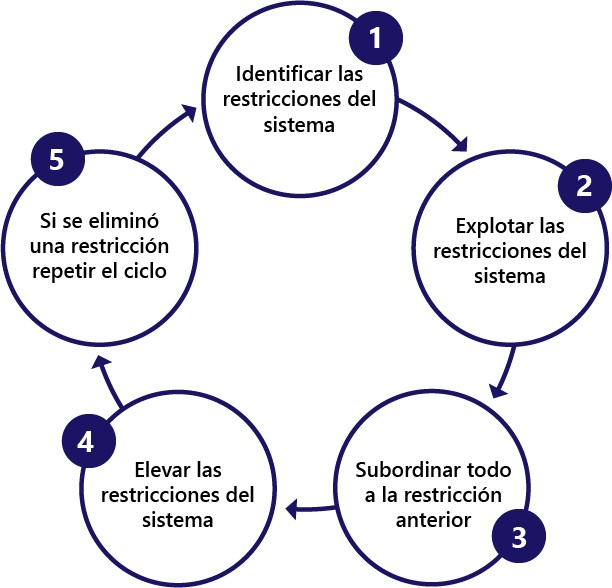 1
Identificar las
restricciones del
sistema
2
Explotar las
restricciones del
sistema
3
Subordinar todo
a la restricción
anterior
4
Elevar las
restricciones del
sistema
5
Si se eliminó
una restricción
repetir el ciclo